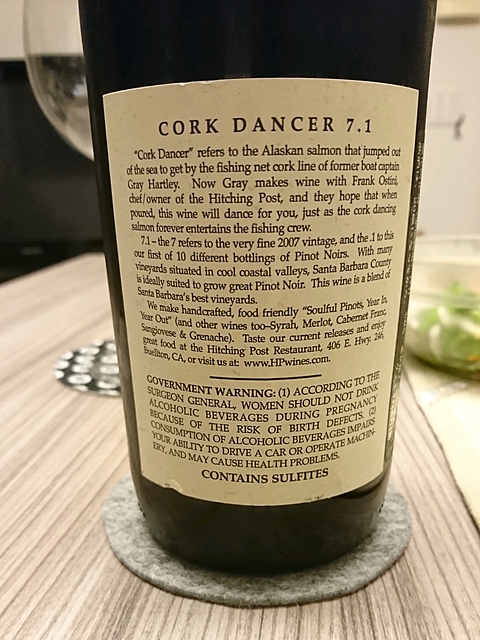 CORK DANCER 7.1
"Cork Dancer" refers to the Alaskan salmon that jumped out
of the sea to get by the fishing net cork line of former boat captain
Gray Hartley. Now Gray makes wine with Frank Ostini,
chef/owner of the Hitching Post, and they hope that when
poured, this wine will dance for you, just as the cork dancing
salmon forever entertains the fishing crew.
7.1 – the 7 refers to the very fine 2007 vintage, and the .1 to this
our first of 10 different bottlings of Pinot Noirs. With many
vineyards situated in cool coastal valleys, Santa Barbara County
is ideally suited to grow great Pinot Noir. This wine is a blend of
Santa Barbara's best vineyards.
We make handcrafted, food friendly "Soulful Pinots, Year In,
Year Out" (and other wines too–Syrah, Merlot, Cabernet Franc,
Sangiovese & Grenache). Taste our current releases and enjoy
great food at the Hitching Post Restaurant, 406 E. Hwy. 246,
Buellton, CA, or visit us at: www.HPwines.com.
GOVERNMENT WARNING: (1) ACCORDING TO THE
SURGEON GENERAL, WOMEN SHOULD NOT DRINK
ALCOHOLIC BEVERAGES DURING PREGNANCY
BECAUSE OF THE RISK OF BIRTH DEFECTS. (2)
CONSUMPTION OF ALCOHOLIC BEVERAGES IMPAIRS
YOUR ABILITY TO DRIVE A CAR OR OPERATE MACHIN-
ERY, AND MAY CAUSE HEALTH PROBLEMS.
CONTAINS SULFITES